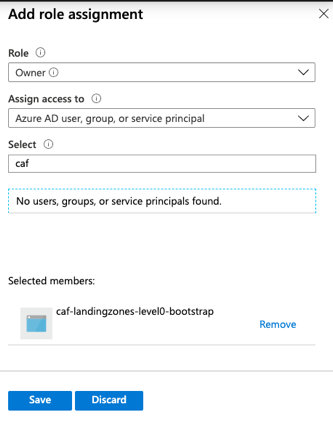 Add role assignment
Role
Owner
Assign access to
Azure AD user, group, or service principal
Select
caf
No users, groups, or service principals found.
Selected members:
caf-landingzones-level0-bootstrap
Remove
Save
Discard